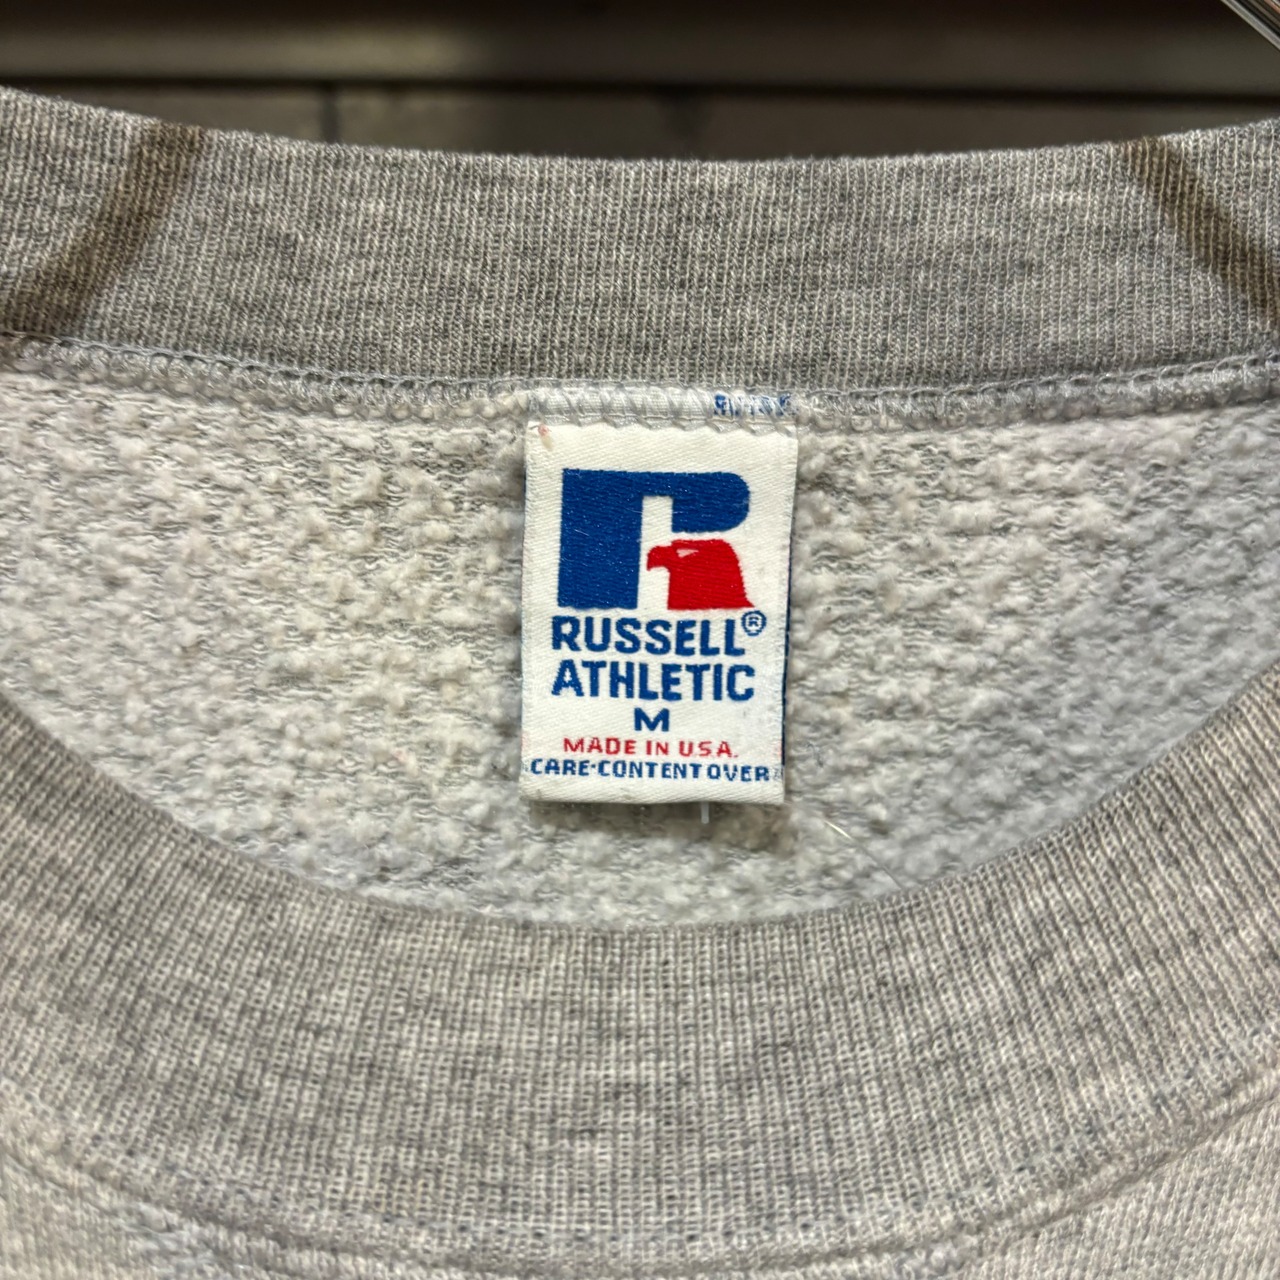 RUSSELL®
ATHLETIC
M
MADE IN U.S.A.
CARE·CONTENT OVER